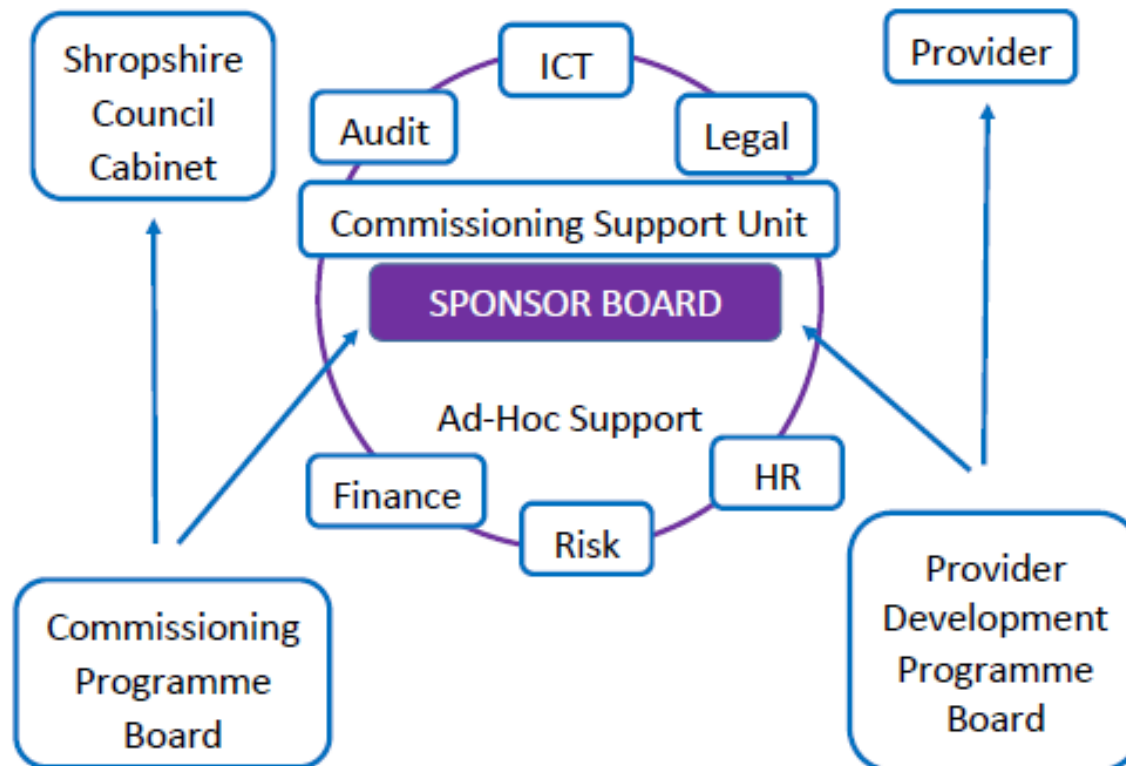 Shropshire
Council
Cabinet
ICT
Provider
Audit
Legal
Commissioning Support Unit
SPONSOR BOARD
Ad-Hoc Support
Finance
HR
Risk
Commissioning
Programme
Board
Provider
Development
Programme
Board